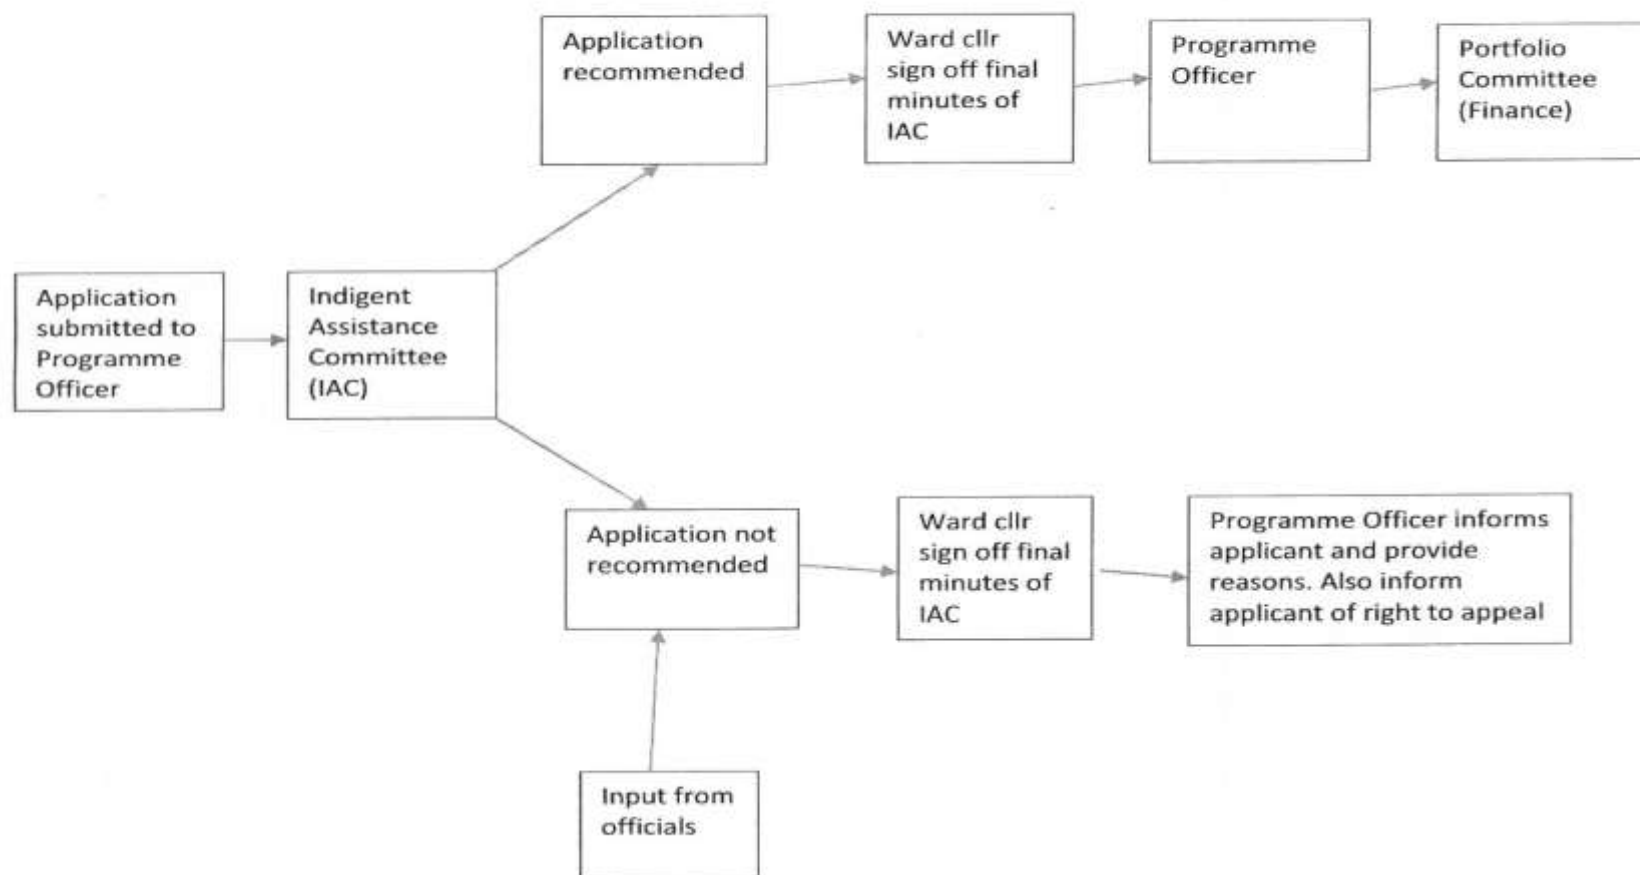 Application
recommended
Ward cllr
sign off final
minutes of
IAC
Programme
Officer
Portfolio
Committee
(Finance)
Application
submitted to
Programme
Officer
Indigent
Assistance
Committee
(IAC)
Application not
recommended
Ward cllr
sign off final
minutes of
IAC
Programme Officer informs
applicant and provide
reasons. Also inform
applicant of right to appeal
Input from
officials